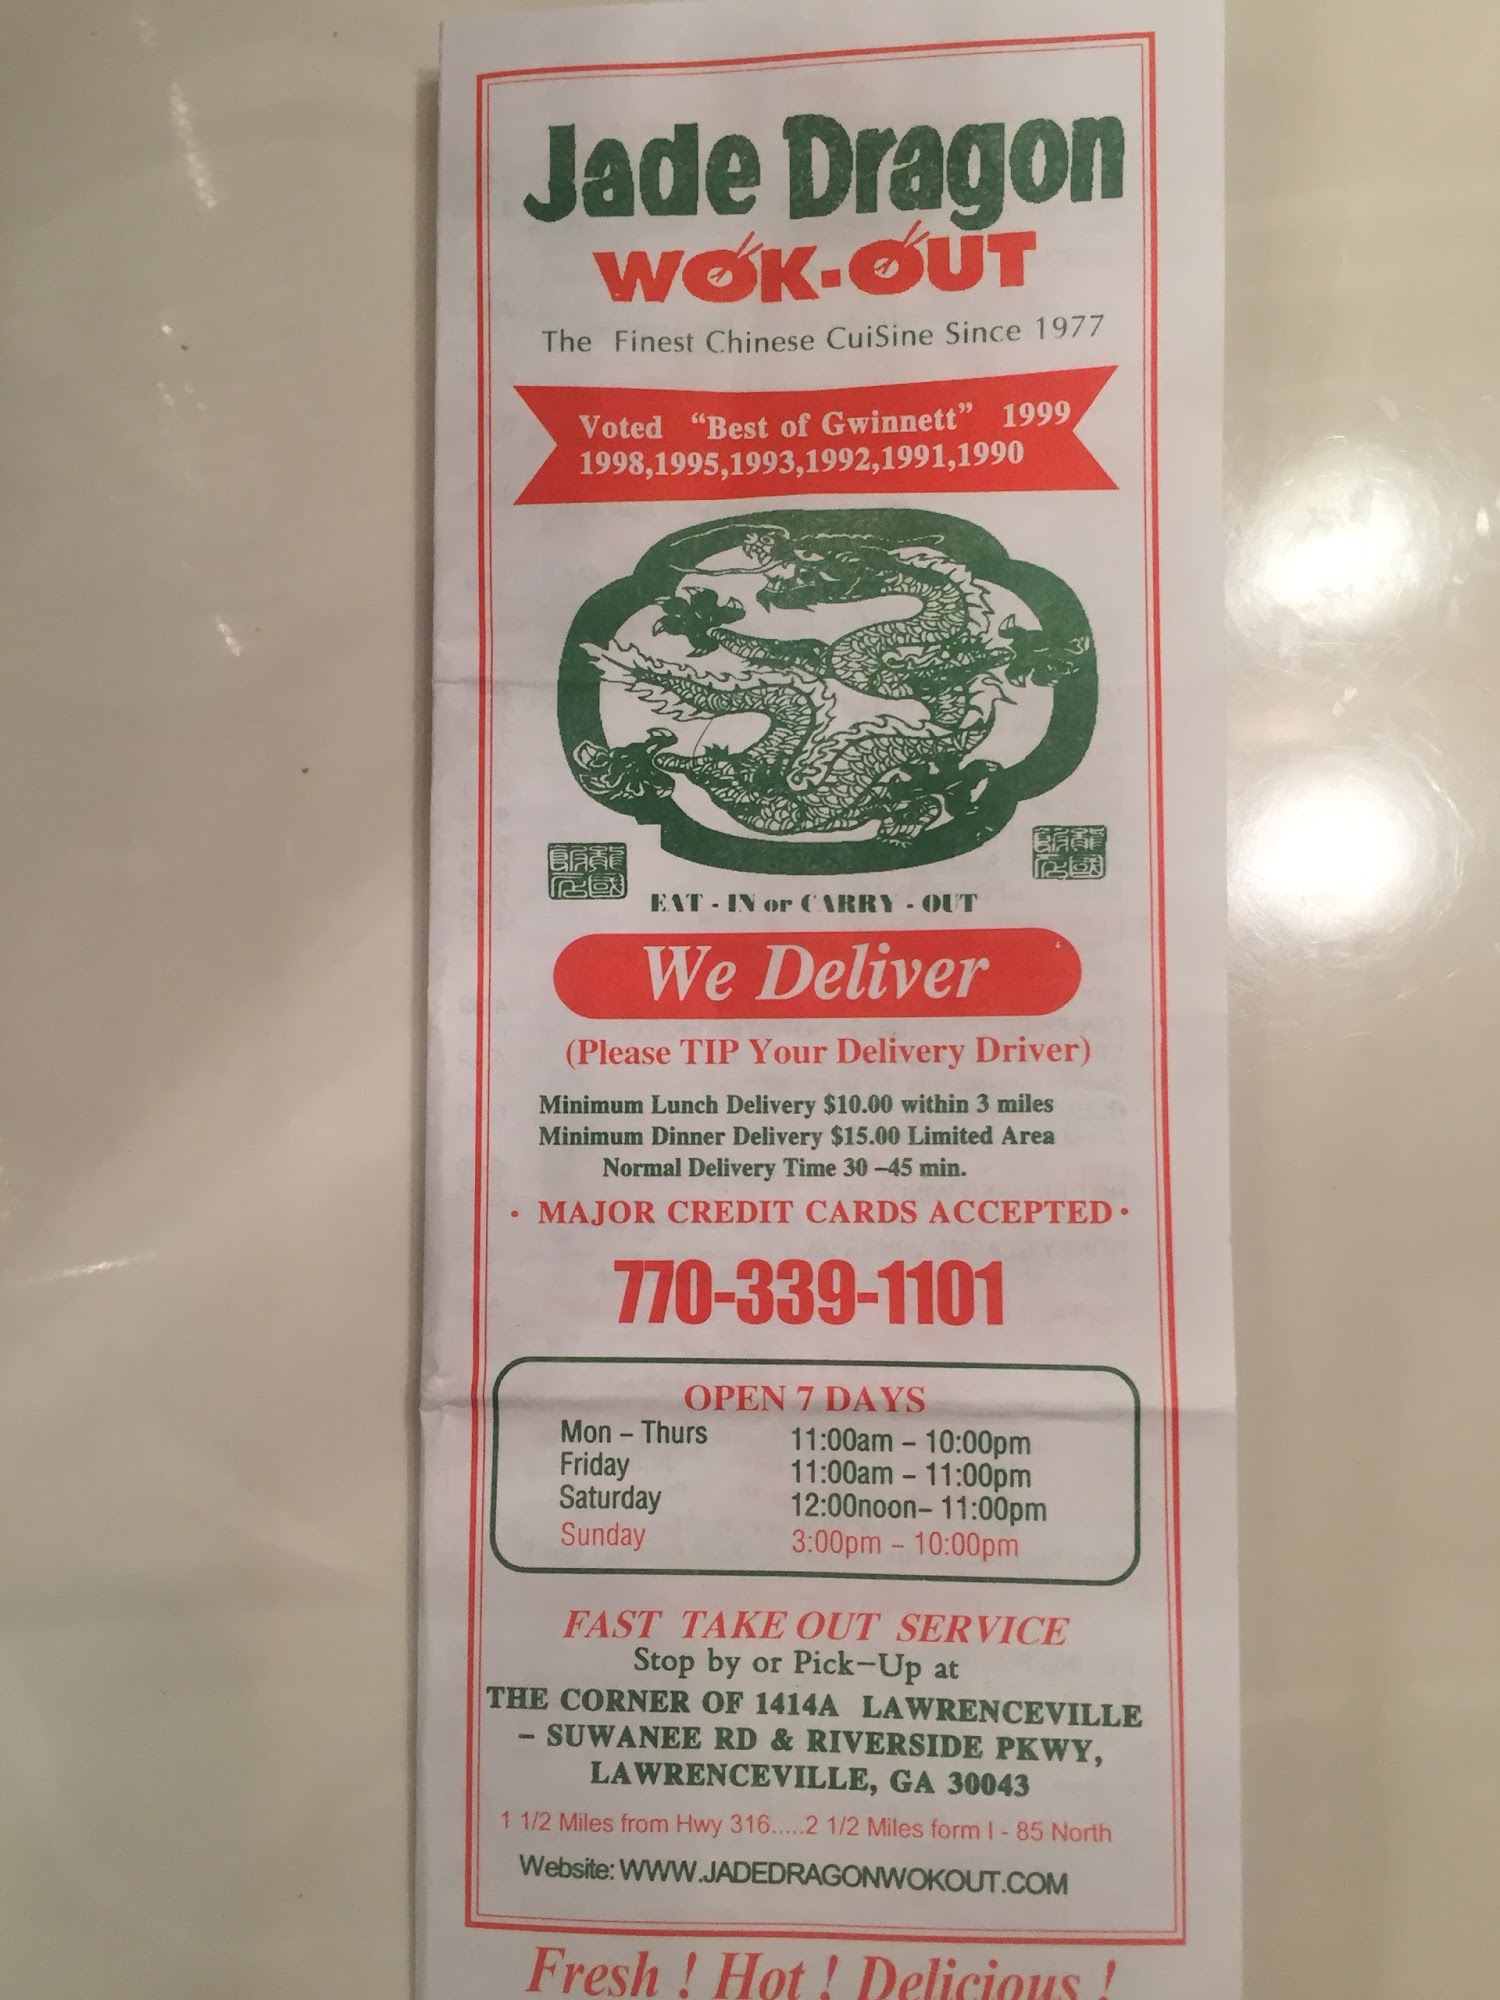 Jade Dragon
WOK-OUT
The Finest Chinese CuiSine Since 1977
Voted "Best of Gwinnett" 1999
1998,1995,1993,1992,1991,1990
EAT - IN or CARRY - OUT
We Deliver
(Please TIP Your Delivery Driver)
Minimum Lunch Delivery $10.00 within 3 miles
Minimum Dinner Delivery $15.00 Limited Area
Normal Delivery Time 30 –45 min.
· MAJOR CREDIT CARDS ACCEPTED ·
770-339-1101
OPEN 7 DAYS
Mon – Thurs 11:00am – 10:00pm
Friday 11:00am – 11:00pm
Saturday 12:00noon– 11:00pm
Sunday 3:00pm – 10:00pm
FAST TAKE OUT SERVICE
Stop by or Pick-Up at
THE CORNER OF 1414A LAWRENCEVILLE
– SUWANEE RD & RIVERSIDE PKWY,
LAWRENCEVILLE, GA 30043
1 1/2 Miles from Hwy 316.....2 1/2 Miles form I - 85 North
Website: WWW.JADEDRAGONWOKOUT.COM
Fresh ! Hot ! Delicious !